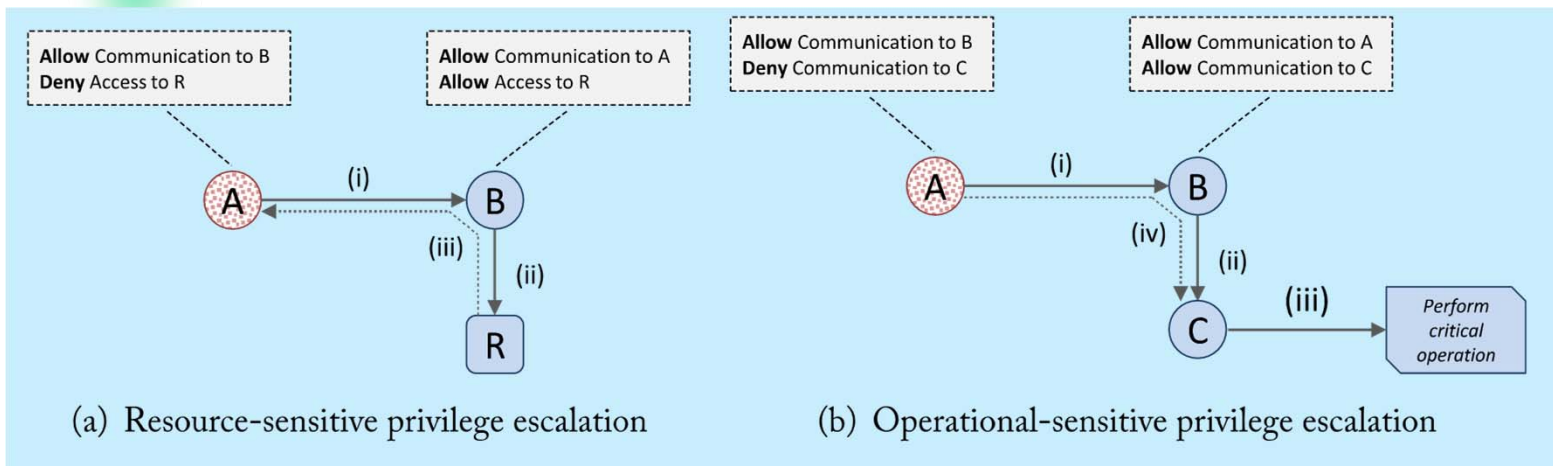 Allow Communication to B
Deny Access to R
Allow Communication to A
Allow Access to R
A
(i)
B
(iii)
(ii)
R
(a) Resource-sensitive privilege escalation
Allow Communication to B
Deny Communication to C
Allow Communication to A
Allow Communication to C
A
(i)
B
(iv)
(ii)
C
(iii)
Perform
critical
operation
(b) Operational-sensitive privilege escalation